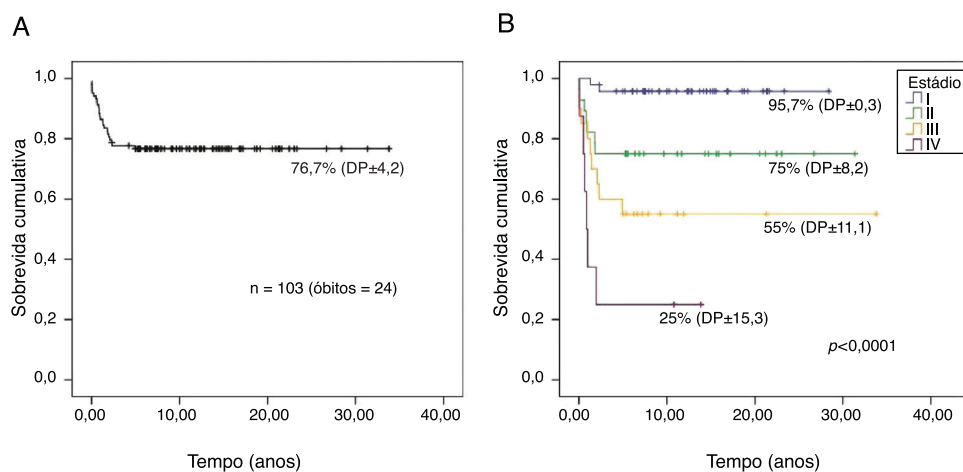 A
1,0
0,8
0,6
0,4
0,2
0,0
Sobrevida cumulativa
76,7% (DP±4,2)
n = 103 (óbitos = 24)
0,00 10,00 20,00 30,00 40,00
Tempo (anos)
B
1,0
0,8
0,6
0,4
0,2
0,0
Sobrevida cumulativa
Estádio
I
II
III
IV
95,7% (DP±0,3)
75% (DP±8,2)
55% (DP±11,1)
25% (DP±15,3)
p<0,0001
0,00 10,00 20,00 30,00 40,00
Tempo (anos)